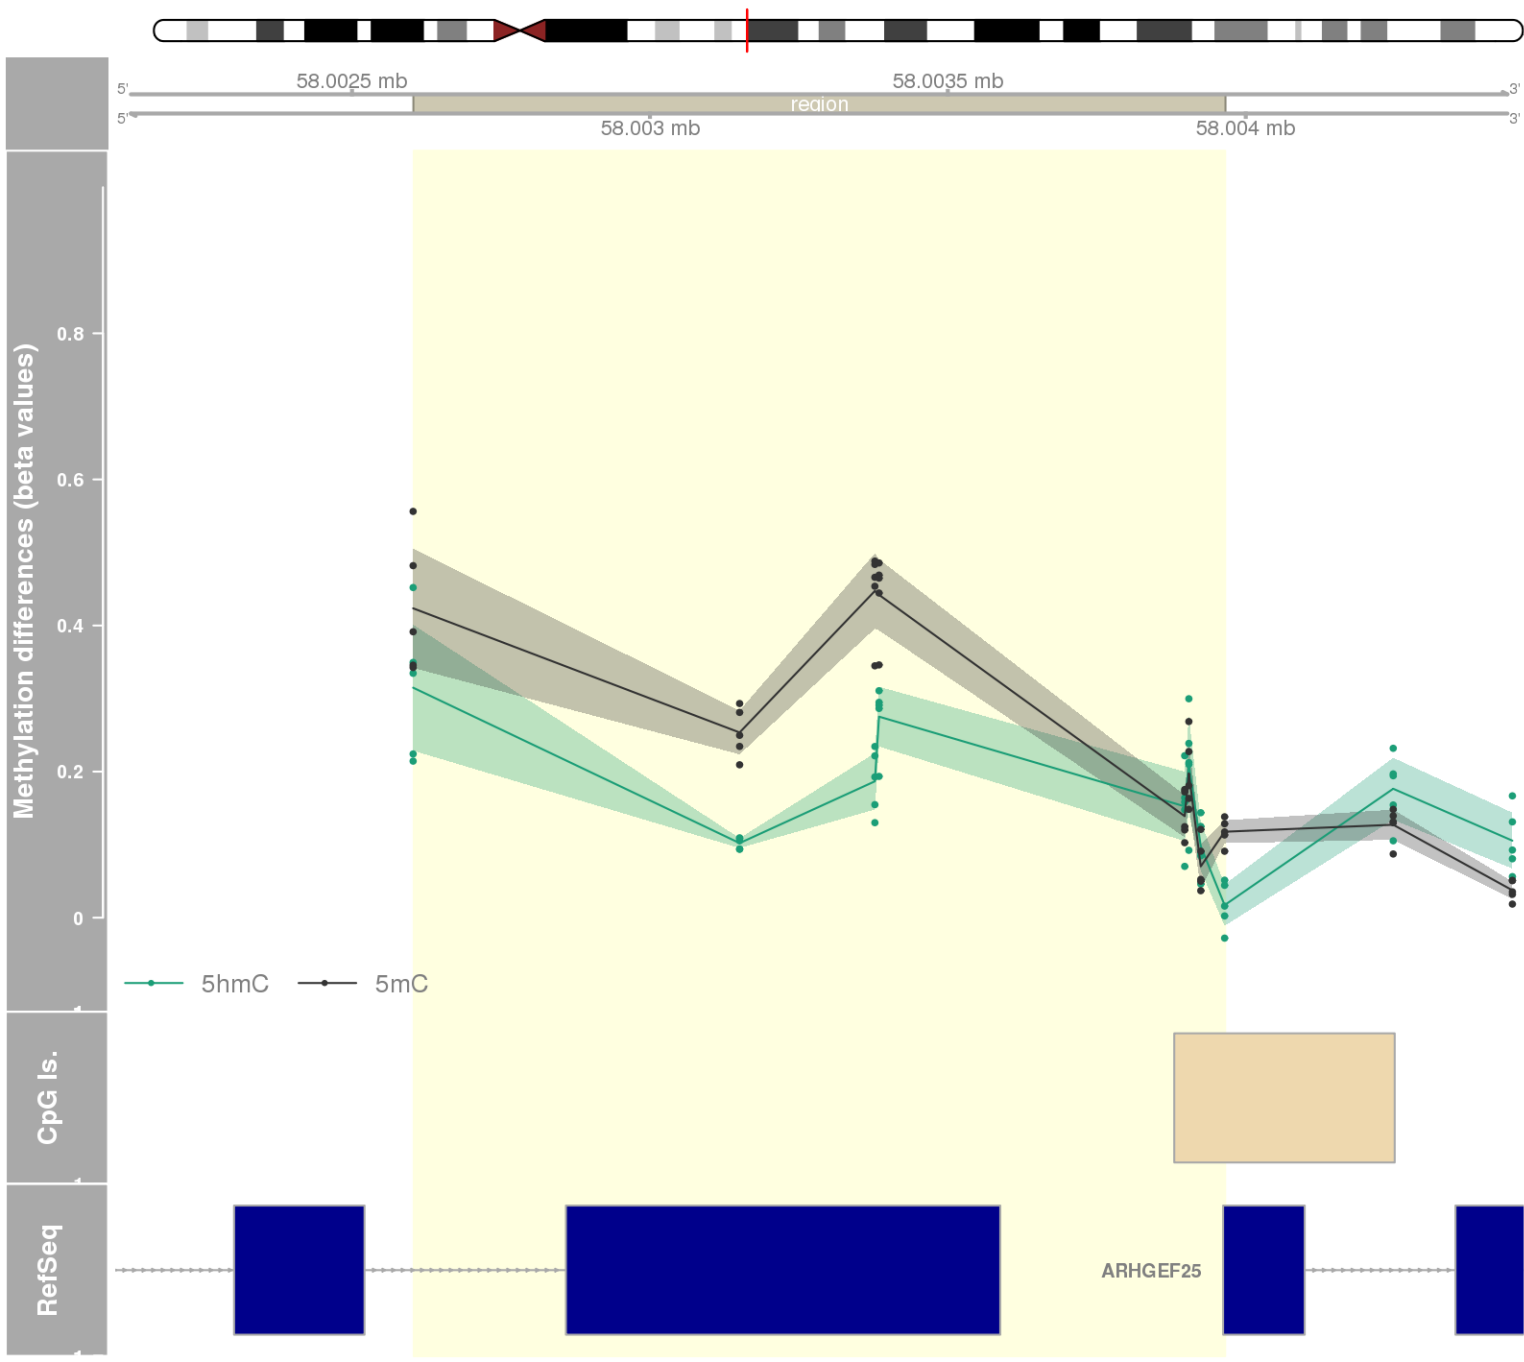 58.0025 mb
58.0035 mb
5'
3'
region
5'
3'
58.003 mb
58.004 mb
Methylation differences (beta values)
0.8
0.6
0.4
0.2
0
5hmC
5mC
CpG Is.
RefSeq
ARHGEF25